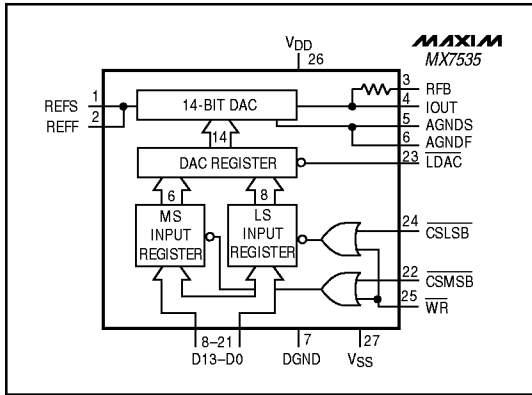 MAXIM
MX7535
VDD
26
REFS 1
REFF 2
14-BIT DAC
3 RFB
4 IOUT
5 AGNDS
6 AGNDF
14
DAC REGISTER
23 LDAC
6
8
MS
INPUT
REGISTER
LS
INPUT
REGISTER
24 CSLSB
22 CSMSB
25 WR
8–21
D13–D0
7
DGND
27
VSS